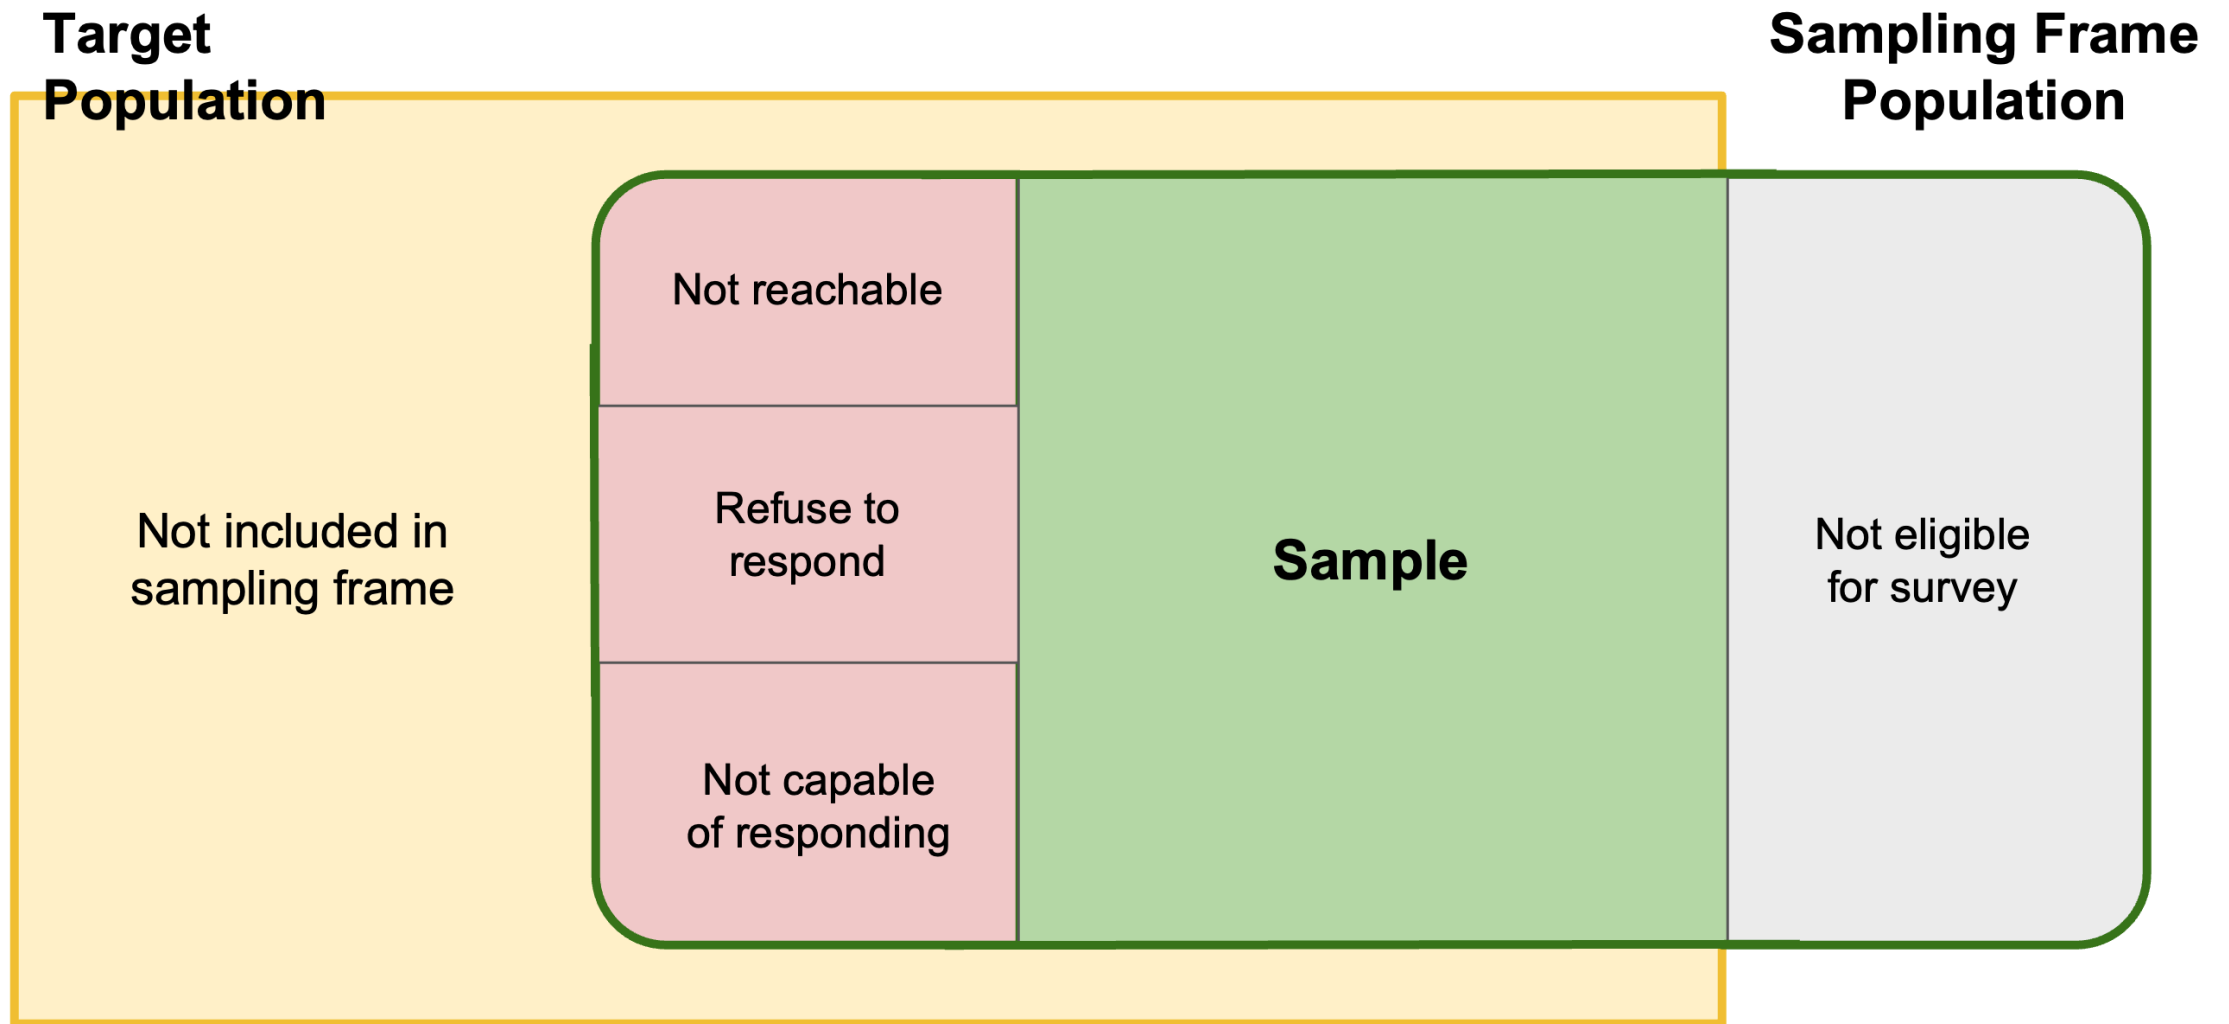 Target
Population
Sampling Frame
Population
Not reachable
Refuse to
respond
Not capable
of responding
Not included in
sampling frame
Sample
Not eligible
for survey